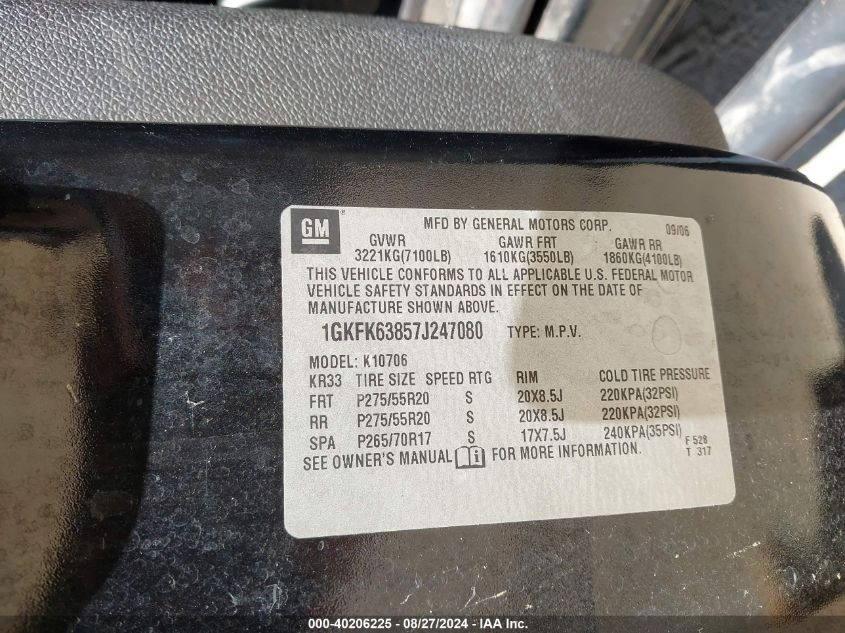 GM ®
MFD BY GENERAL MOTORS CORP. 09/06
GVWR GAWR FRT GAWR RR
3221KG(7100LB) 1610KG(3550LB) 1860KG(4100LB)
THIS VEHICLE CONFORMS TO ALL APPLICABLE U.S. FEDERAL MOTOR
VEHICLE SAFETY STANDARDS IN EFFECT ON THE DATE OF
MANUFACTURE SHOWN ABOVE.
1GKFK63857J247080 TYPE: M.P.V.
MODEL: K10706
KR33 TIRE SIZE SPEED RTG RIM COLD TIRE PRESSURE
FRT P275/55R20 S 20X8.5J 220KPA(32PSI)
RR P275/55R20 S 20X8.5J 220KPA(32PSI)
SPA P265/70R17 S 17X7.5J 240KPA(35PSI) F 528
SEE OWNER'S MANUAL i FOR MORE INFORMATION. T 317
000-40206225 - 08/27/2024 - IAA Inc.